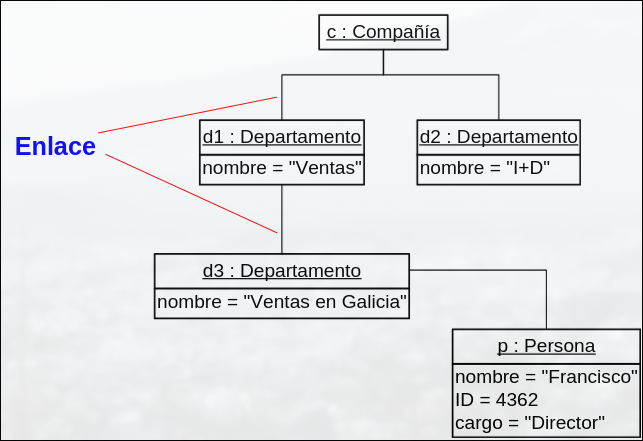 c : Compañía
Enlace
d1 : Departamento
nombre = "Ventas"
d2 : Departamento
nombre = "I+D"
d3 : Departamento
nombre = "Ventas en Galicia"
p : Persona
nombre = "Francisco"
ID = 4362
cargo = "Director"